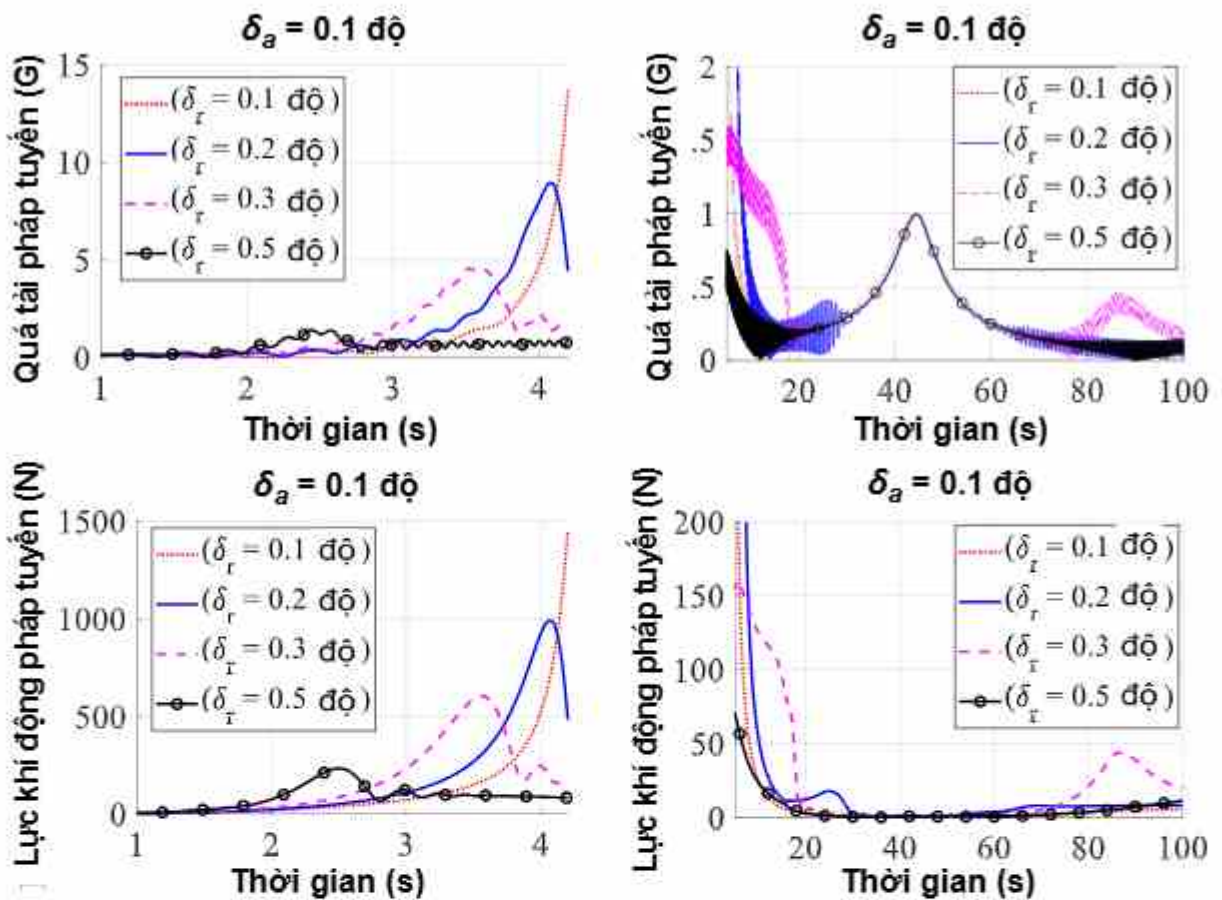 δa = 0.1 độ
Quá tải pháp tuyến (G)
15
10
5
0
(δr = 0.1 độ )
(δr = 0.2 độ )
(δr = 0.3 độ )
(δr = 0.5 độ )
1 2 3 4
Thời gian (s)
δa = 0.1 độ
Quá tải pháp tuyến (G)
2
.5
1
.5
0
(δr = 0.1 độ )
(δr = 0.2 độ )
(δr = 0.3 độ )
(δr = 0.5 độ )
20 40 60 80 100
Thời gian (s)
δa = 0.1 độ
Lực khí động pháp tuyến (N)
1500
1000
500
0
(δr = 0.1 độ )
(δr = 0.2 độ )
(δr = 0.3 độ )
(δr = 0.5 độ )
1 2 3 4
Thời gian (s)
δa = 0.1 độ
Lực khí động pháp tuyến (N)
200
150
100
50
0
(δr = 0.1 độ )
(δr = 0.2 độ )
(δr = 0.3 độ )
(δr = 0.5 độ )
20 40 60 80 100
Thời gian (s)